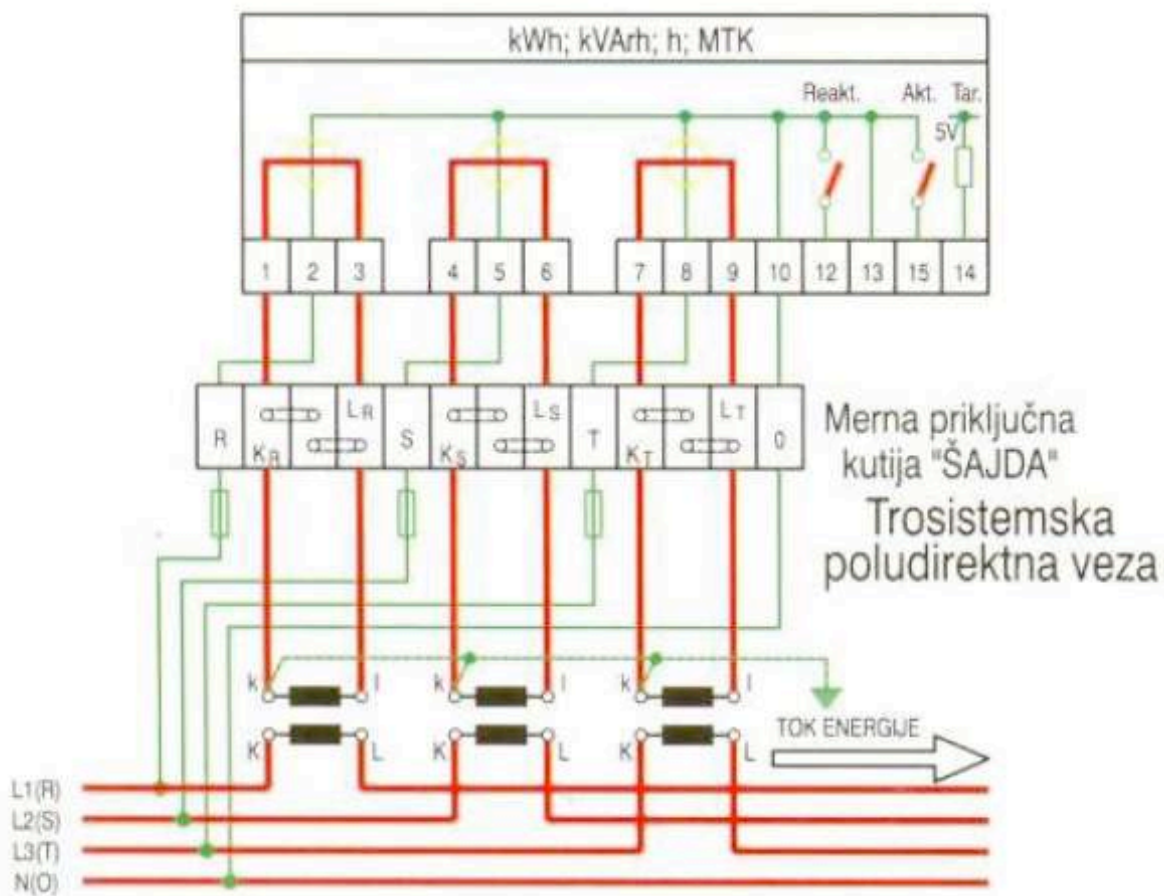 kWh; kVArh; h; MTK
Reakt. Akt. Tar.
5V
1 2 3 4 5 6 7 8 9 10 12 13 15 14
R KR LR S KS LS T KT LT 0
Merna priključna
kutija "ŠAJDA"
Trosistemska
poludirektna veza
k l k l k l
K L K L K L
TOK ENERGIJE
L1(R)
L2(S)
L3(T)
N(O)